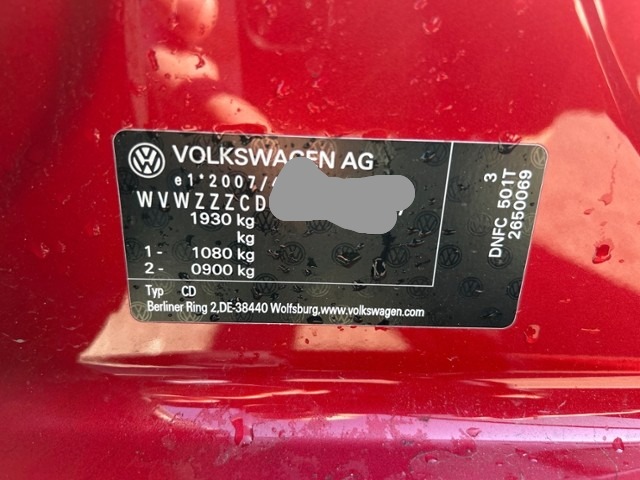 VOLKSWAGEN AG
e1*2007/
WVWZZZCD
1930 kg
kg
1- 1080 kg
2- 0900 kg
Typ CD
Berliner Ring 2,DE-38440 Wolfsburg,www.volkswagen.com
3
DNFC 501T
2650069